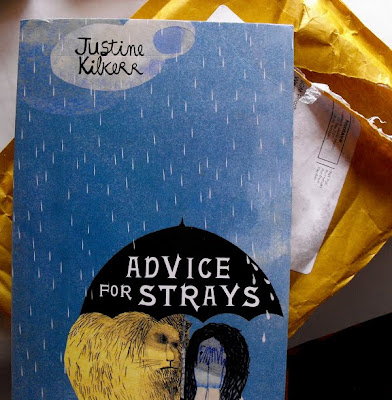 Justine
Kilkerr
ADVICE
FOR STRAYS